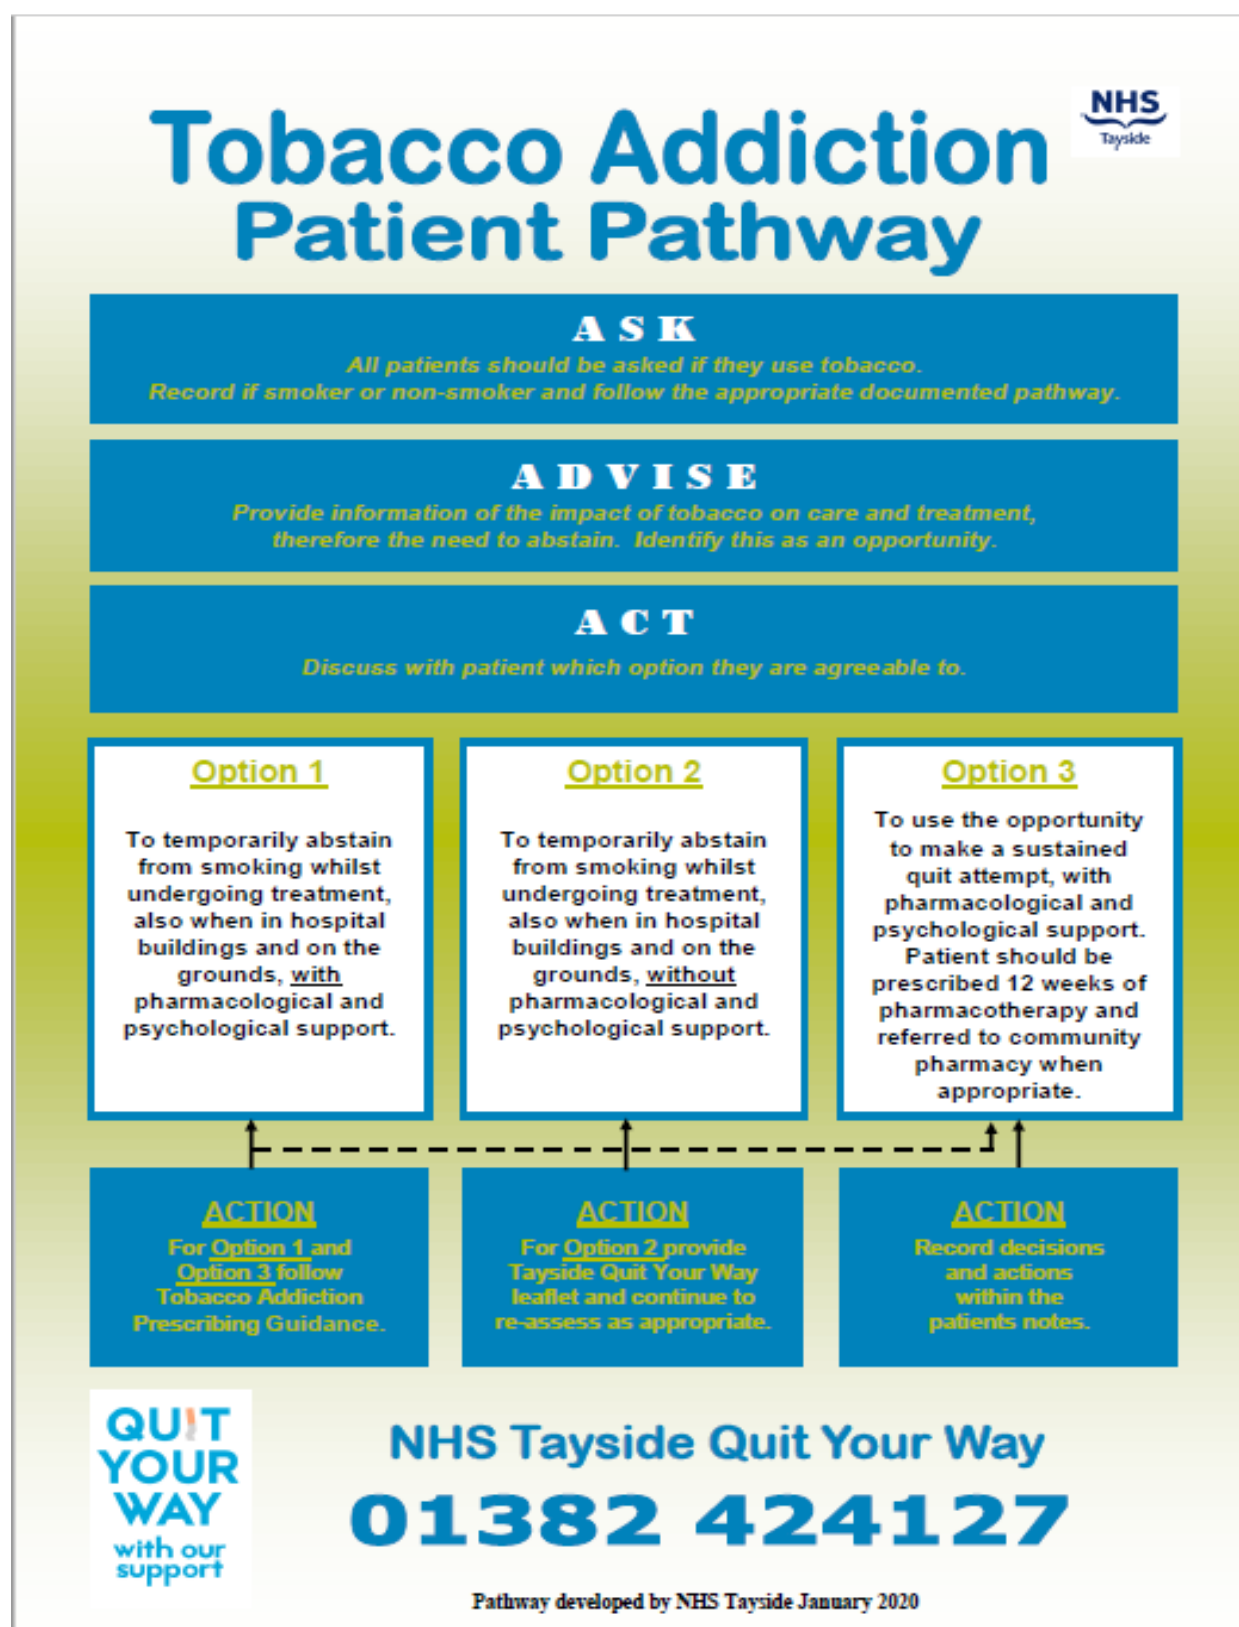 NHS
Tayside
Tobacco Addiction
Patient Pathway
ASK
All patients should be asked if they use tobacco.
Record if smoker or non-smoker and follow the appropriate documented pathway.
ADVISE
Provide information of the impact of tobacco on care and treatment,
therefore the need to abstain.  Identify this as an opportunity.
ACT
Discuss with patient which option they are agreeable to.
Option 1
To temporarily abstain
from smoking whilst
undergoing treatment,
also when in hospital
buildings and on the
grounds, with
pharmacological and
psychological support.
Option 2
To temporarily abstain
from smoking whilst
undergoing treatment,
also when in hospital
buildings and on the
grounds, without
pharmacological and
psychological support.
Option 3
To use the opportunity
to make a sustained
quit attempt, with
pharmacological and
psychological support.
Patient should be
prescribed 12 weeks of
pharmacotherapy and
referred to community
pharmacy when
appropriate.
ACTION
For Option 1 and
Option 3 follow
Tobacco Addiction
Prescribing Guidance.
ACTION
For Option 2 provide
Tayside Quit Your Way
leaflet and continue to
re-assess as appropriate.
ACTION
Record decisions
and actions
within the
patients notes.
QUIT
YOUR
WAY
with our
support
NHS Tayside Quit Your Way
01382 424127
Pathway developed by NHS Tayside January 2020